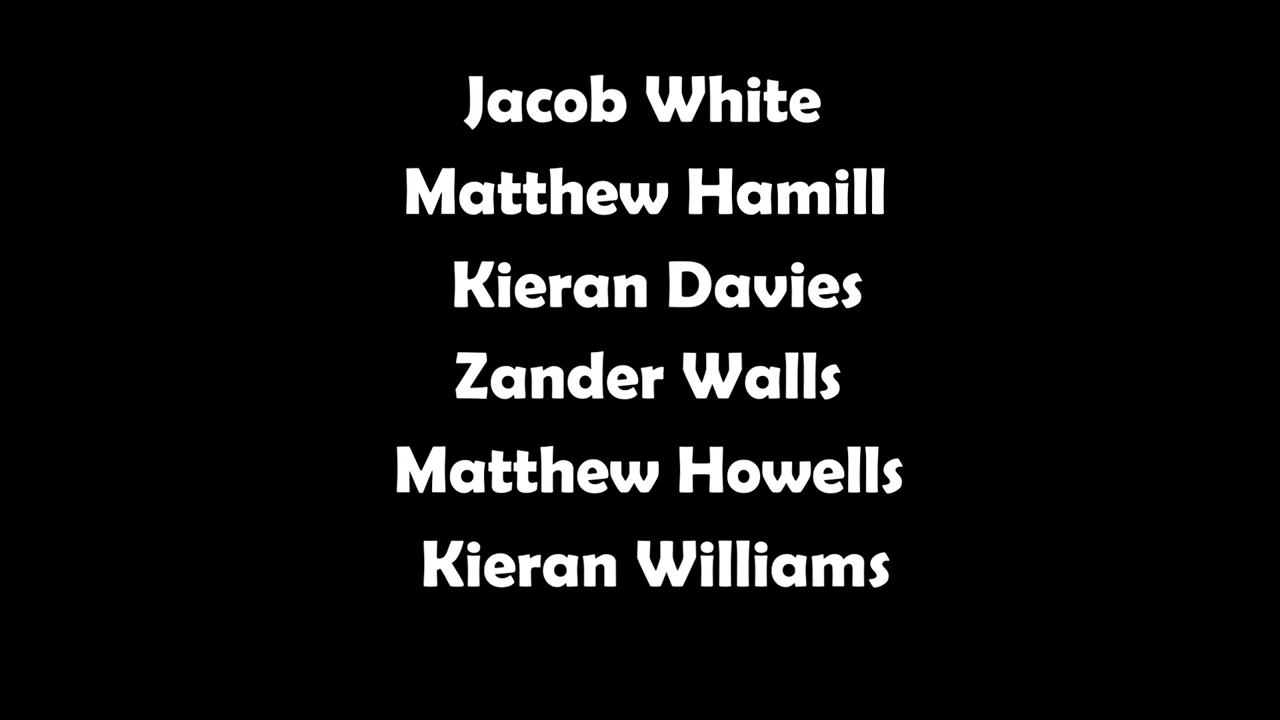 Jacob White
Matthew Hamill
Kieran Davies
Zander Walls
Matthew Howells
Kieran Williams